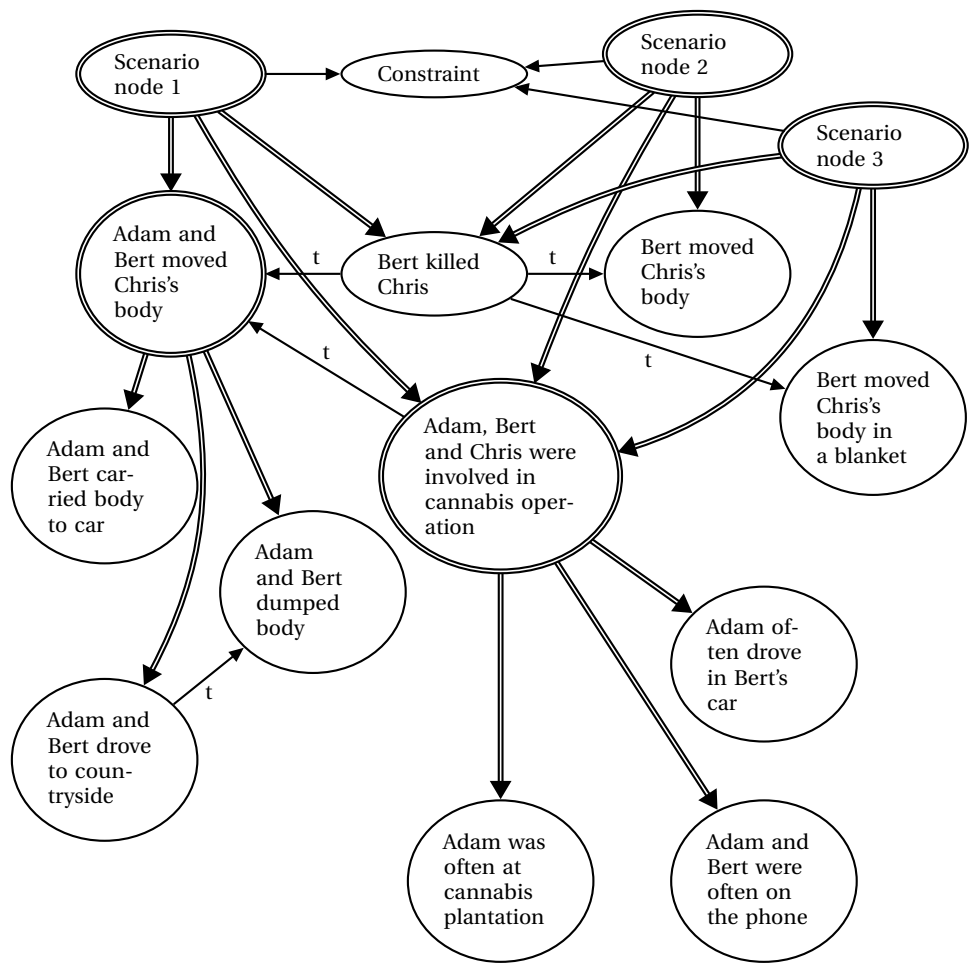 Scenario
node 1
Constraint
Scenario
node 2
Scenario
node 3
Adam and
Bert moved
Chris's
body
t
Bert killed
Chris
t
Bert moved
Chris's
body
t
t
Bert moved
Chris's
body in
a blanket
Adam, Bert
and Chris were
involved in
cannabis oper-
ation
Adam and
Bert car-
ried body
to car
Adam
and Bert
dumped
body
Adam of-
ten drove
in Bert's
car
t
Adam and
Bert drove
to coun-
tryside
Adam was
often at
cannabis
plantation
Adam and
Bert were
often on
the phone